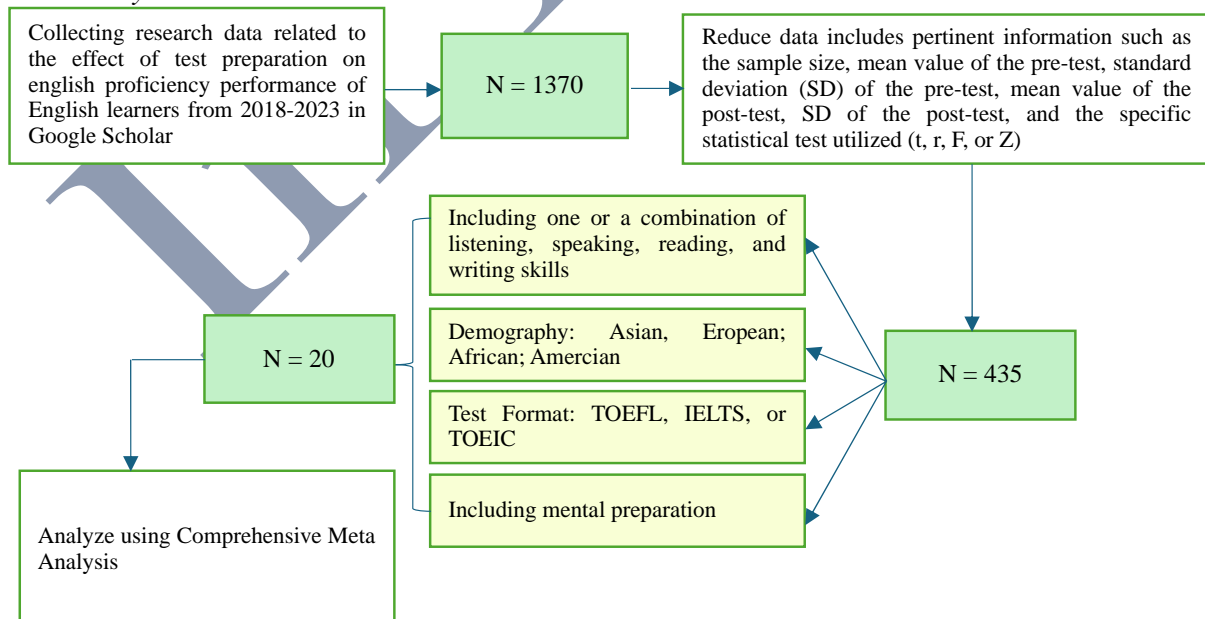 Collecting research data related to
the effect of test preparation on
english proficiency performance of
English learners from 2018-2023 in
Google Scholar
N = 1370
Reduce data includes pertinent information such as
the sample size, mean value of the pre-test, standard
deviation (SD) of the pre-test, mean value of the
post-test, SD of the post-test, and the specific
statistical test utilized (t, r, F, or Z)
Including one or a combination of
listening, speaking, reading, and
writing skills
Demography: Asian, Eropean;
African; Amercian
Test Format: TOEFL, IELTS, or
TOEIC
Including mental preparation
N = 435
N = 20
Analyze using Comprehensive Meta
Analysis